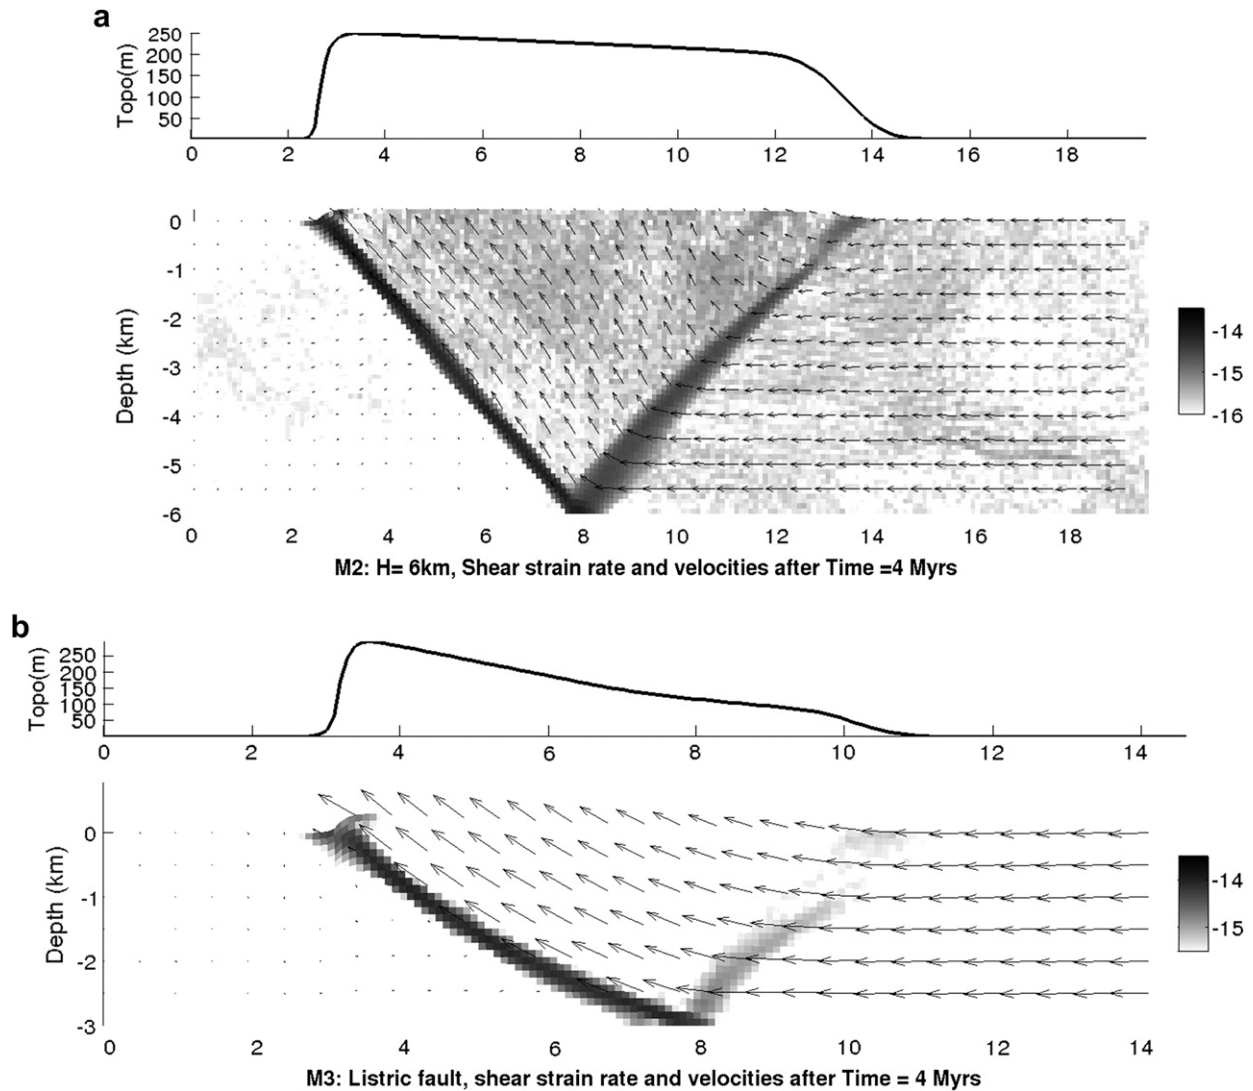 a
Topo(m)
250
200
150
100
50
0 2 4 6 8 10 12 14 16 18
Depth (km)
0
-1
-2
-3
-4
-5
-6
-14
-15
-16
0 2 4 6 8 10 12 14 16 18
M2: H= 6km, Shear strain rate and velocities after Time =4 Myrs
b
Topo(m)
250
200
150
100
50
0 2 4 6 8 10 12 14
Depth (km)
0
-1
-2
-3
-14
-15
0 2 4 6 8 10 12 14
M3: Listric fault, shear strain rate and velocities after Time = 4 Myrs